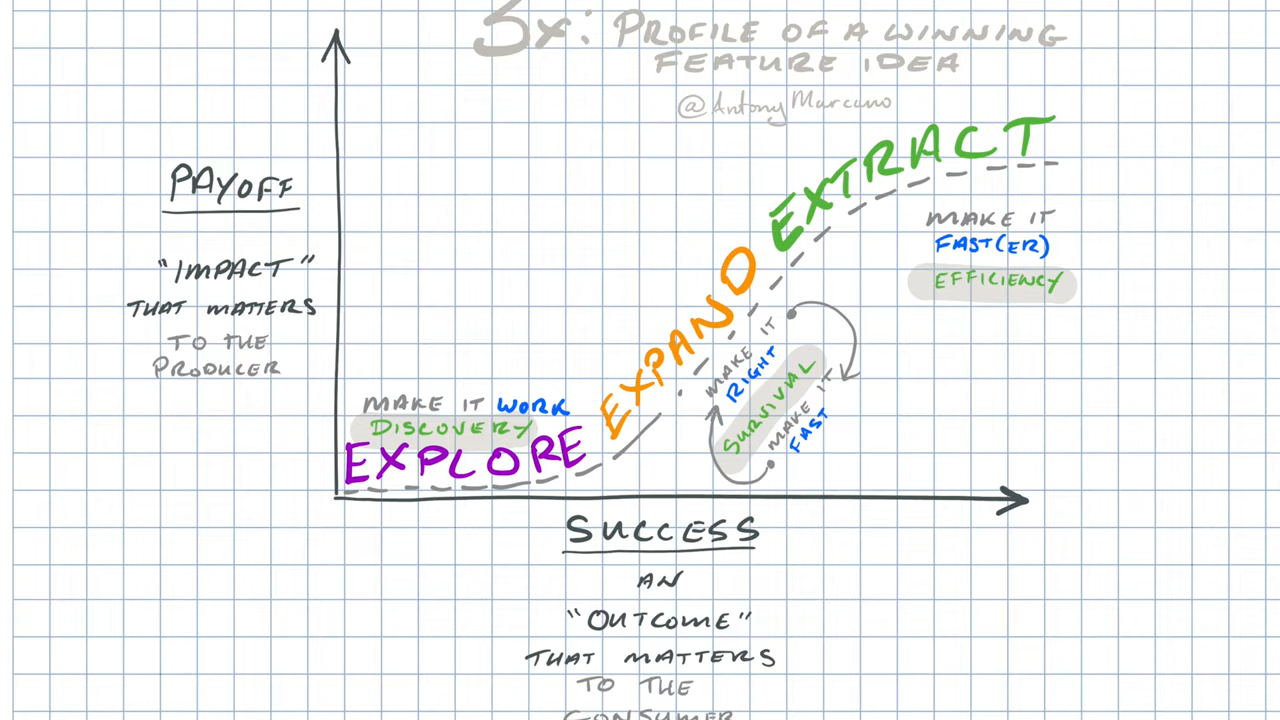 3x: PROFILE OF A WINNING
FEATURE IDEA
@AntonyMarcano
PAYOFF
"IMPACT"
THAT MATTERS
TO THE
PRODUCER
MAKE IT WORK
DISCOVERY
EXPLORE
EXPAND
EXTRACT
MAKE IT
RIGHT
SURVIVAL
MAKE IT
FAST
MAKE IT
FAST(ER)
EFFICIENCY
SUCCESS
AN
"OUTCOME"
THAT MATTERS
TO THE
CONSUMER